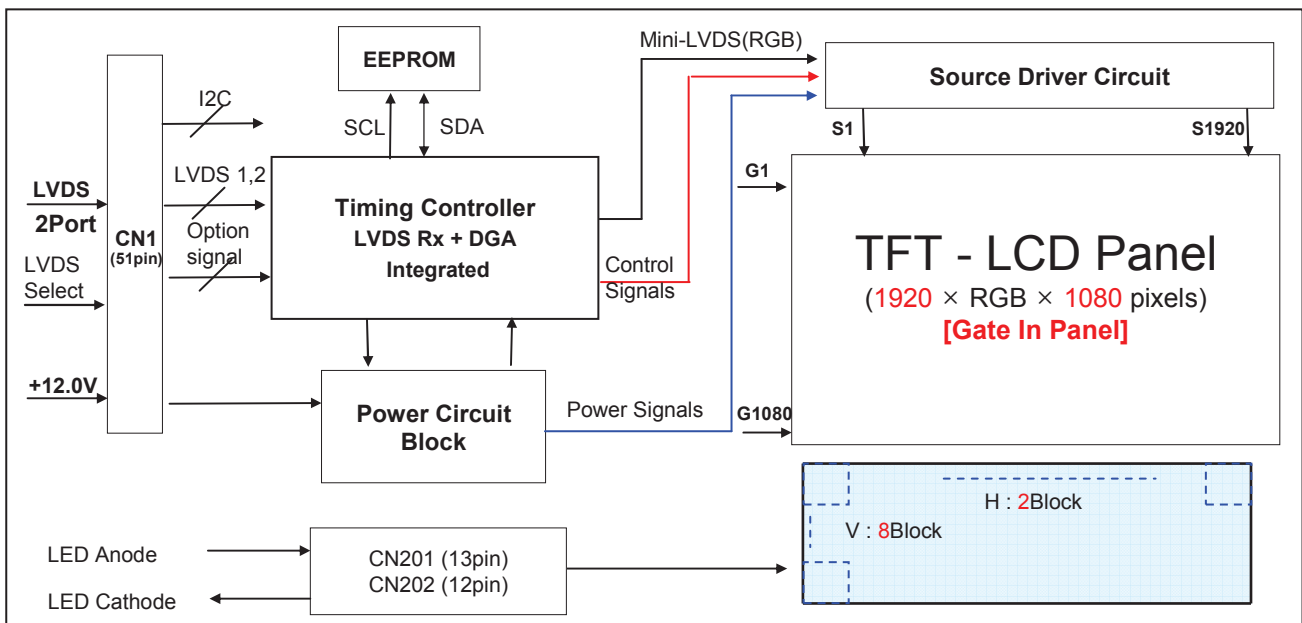 EEPROM
Mini-LVDS(RGB)
Source Driver Circuit
I2C
SCL
SDA
S1
S1920
LVDS
2Port
CN1
(51pin)
LVDS 1,2
Option
signal
LVDS
Select
Timing Controller
LVDS Rx + DGA
Integrated
Control
Signals
G1
TFT - LCD Panel
(1920 × RGB × 1080 pixels)
[Gate In Panel]
+12.0V
Power Circuit
Block
Power Signals
G1080
H : 2Block
V : 8Block
LED Anode
LED Cathode
CN201 (13pin)
CN202 (12pin)